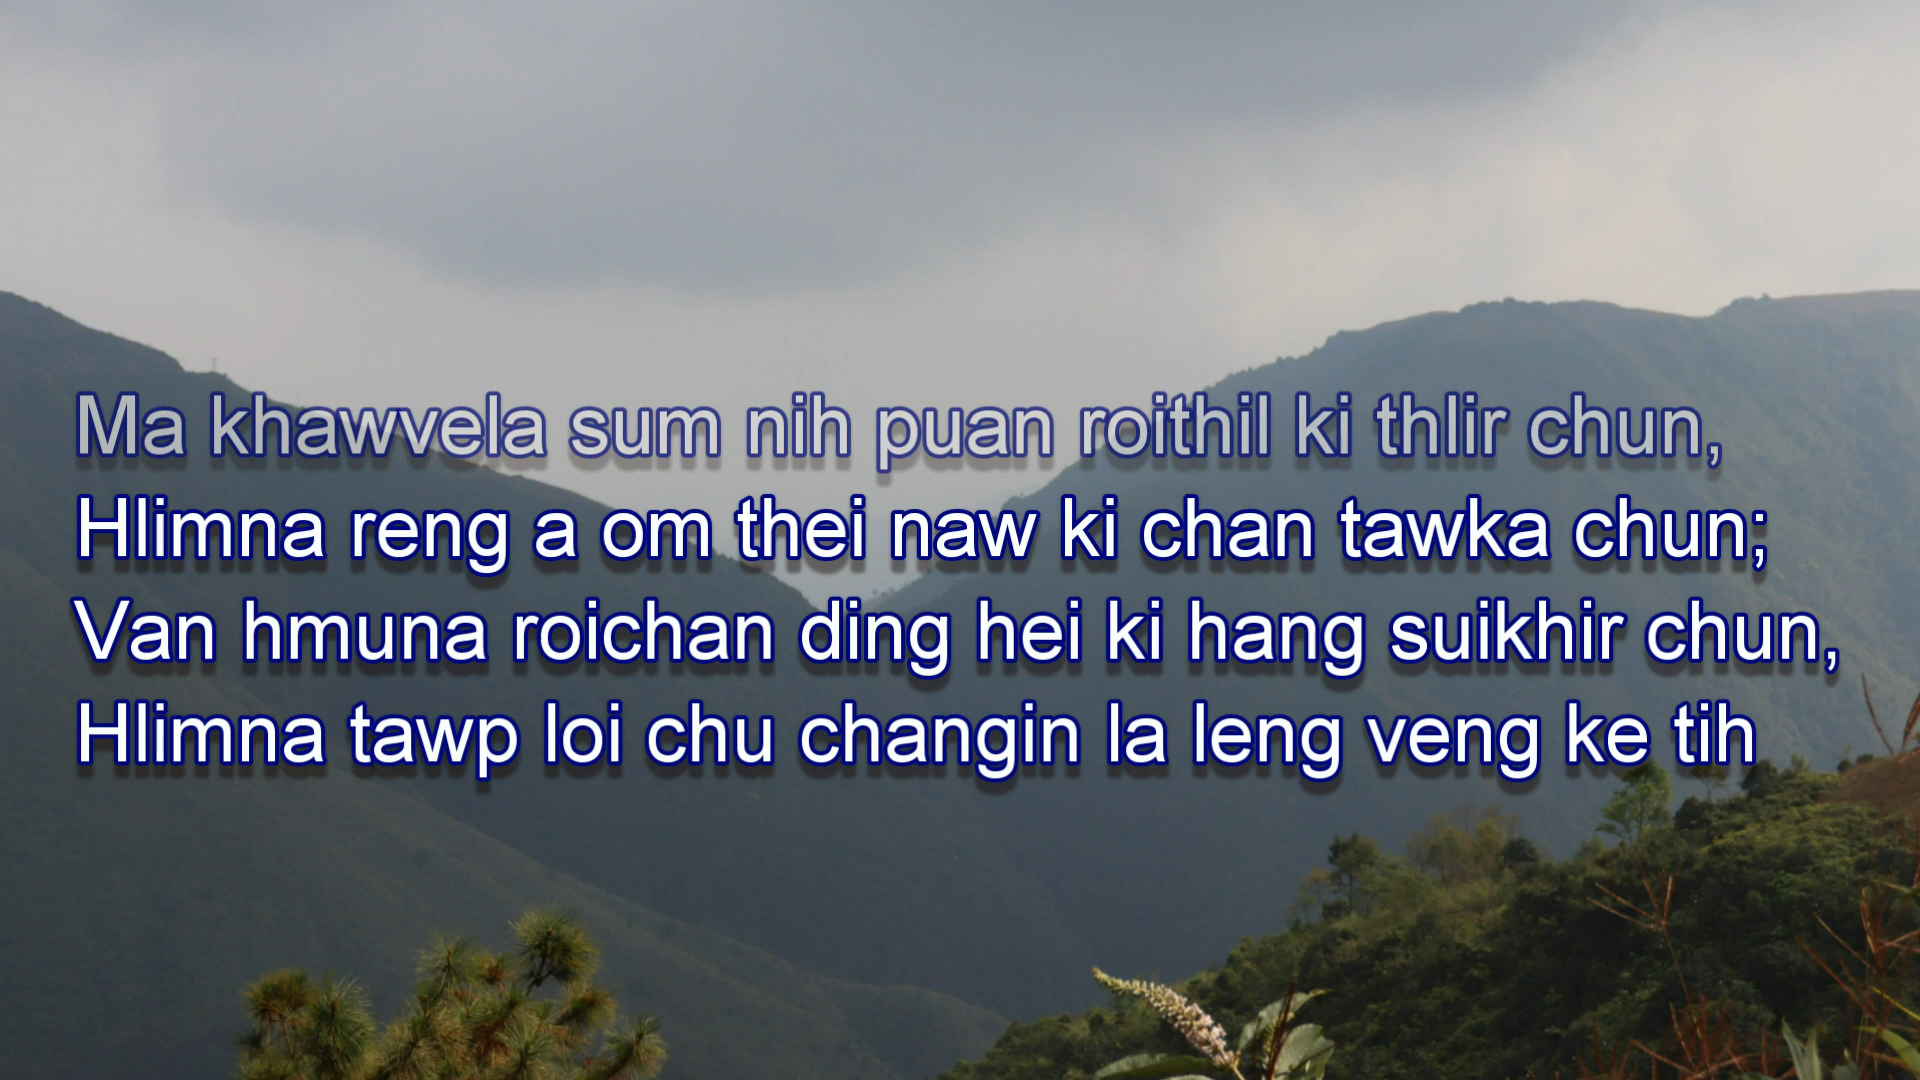 Ma khawvela sum nih puan roithil ki thlir chun,
Hlimna reng a om thei naw ki chan tawka chun;
Van hmuna roichan ding hei ki hang suikhir chun,
Hlimna tawp loi chu changin la leng veng ke tih